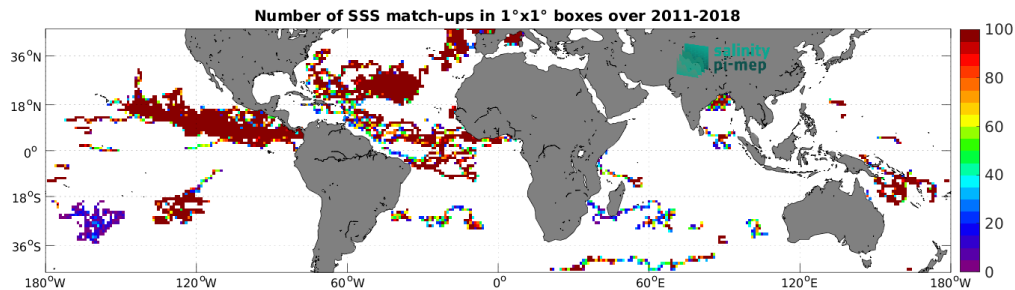 Number of SSS match-ups in 1°x1° boxes over 2011-2018
36°N
18°N
0°
18°S
36°S
180°W 120°W 60°W 0° 60°E 120°E 180°W
salinity
pi-mep
100
80
60
40
20
0